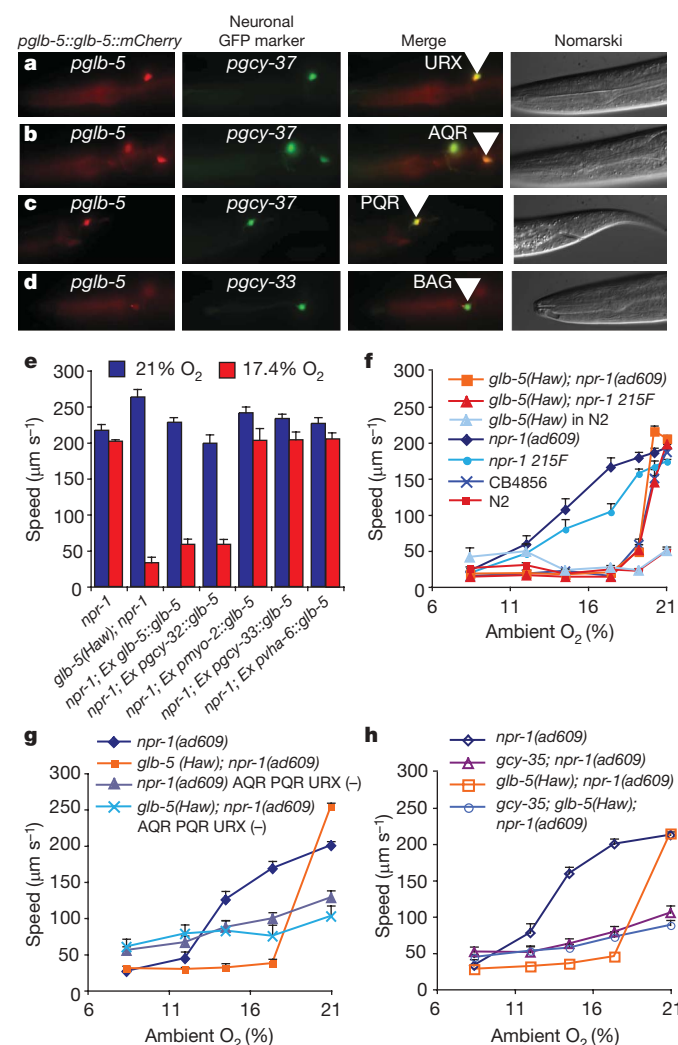 pglb-5::glb-5::mCherry
Neuronal
GFP marker
Merge
Nomarski
a pglb-5 pgcy-37 URX
b pglb-5 pgcy-37 AQR
c pglb-5 pgcy-37 PQR
d pglb-5 pgcy-33 BAG
e
21% O2 17.4% O2
Speed (μm s–1)
300
250
200
150
100
50
0
npr-1
glb-5(Haw); npr-1
npr-1; Ex glb-5::glb-5
npr-1; Ex pgcy-32::glb-5
npr-1; Ex pmyo-2::glb-5
npr-1; Ex pgcy-33::glb-5
npr-1; Ex pvha-6::glb-5
f
glb-5(Haw); npr-1(ad609)
glb-5(Haw); npr-1 215F
glb-5(Haw) in N2
npr-1(ad609)
npr-1 215F
CB4856
N2
Speed (μm s–1)
300
250
200
150
100
50
0
6 11 16 21
Ambient O2 (%)
g
npr-1(ad609)
glb-5 (Haw); npr-1(ad609)
npr-1(ad609) AQR PQR URX (–)
glb-5(Haw); npr-1(ad609)
AQR PQR URX (–)
Speed (μm s–1)
300
250
200
150
100
50
0
6 11 16 21
Ambient O2 (%)
h
npr-1(ad609)
gcy-35; npr-1(ad609)
glb-5(Haw); npr-1(ad609)
gcy-35; glb-5(Haw);
npr-1(ad609)
Speed (μm s–1)
300
250
200
150
100
50
0
6 11 16 21
Ambient O2 (%)